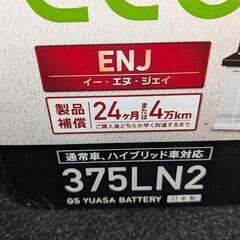 ECO
ENJ
イー・エヌ・ジェイ
製品補償
24ヶ月または4万km
ご購入後どちらか早く到達するまで
通常車、ハイブリッド車対応
375LN2
GS YUASA BATTERY
日本製